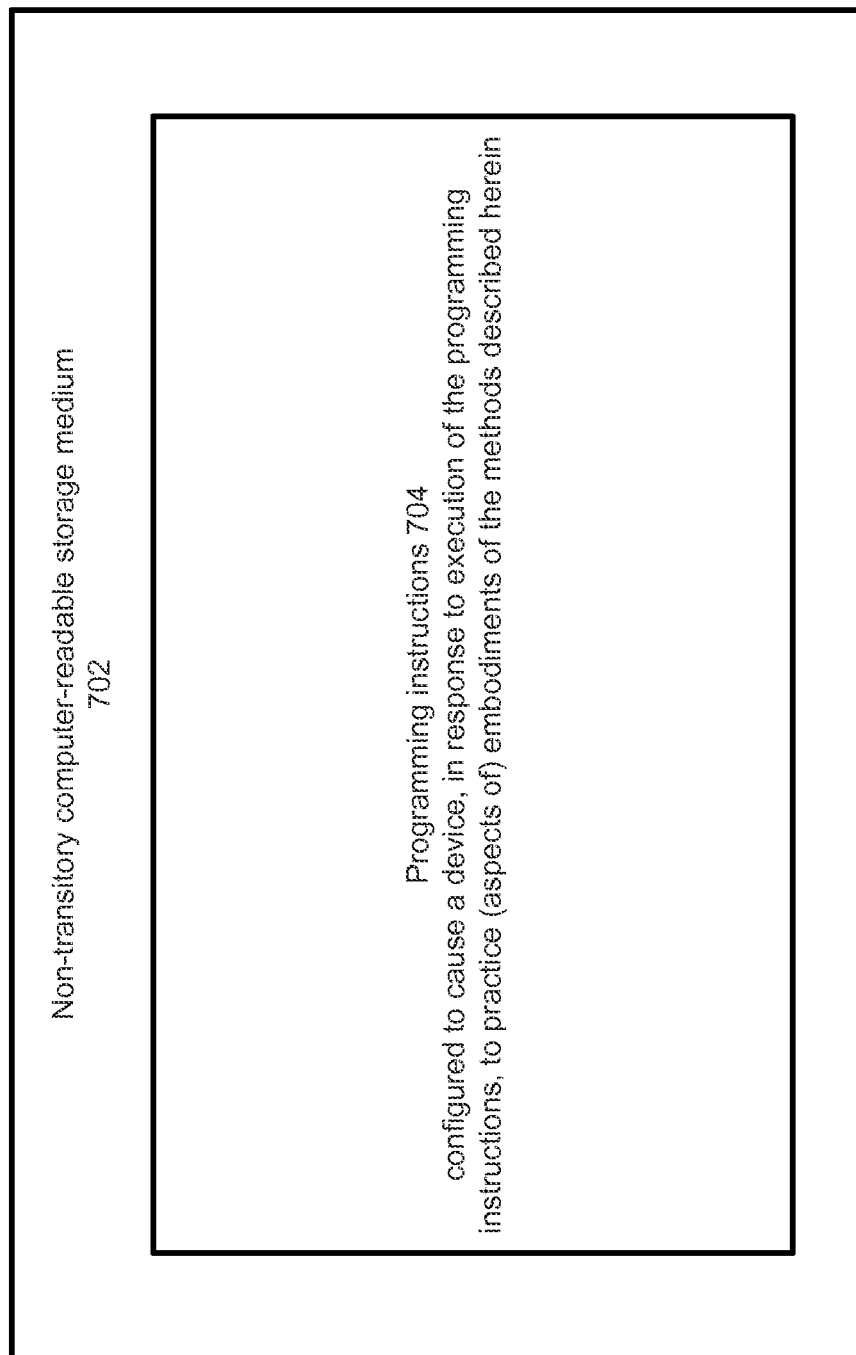 Non-transitory computer-readable storage medium
702
Programming instructions 704
configured to cause a device, in response to execution of the programming
instructions, to practice (aspects of) embodiments of the methods described herein